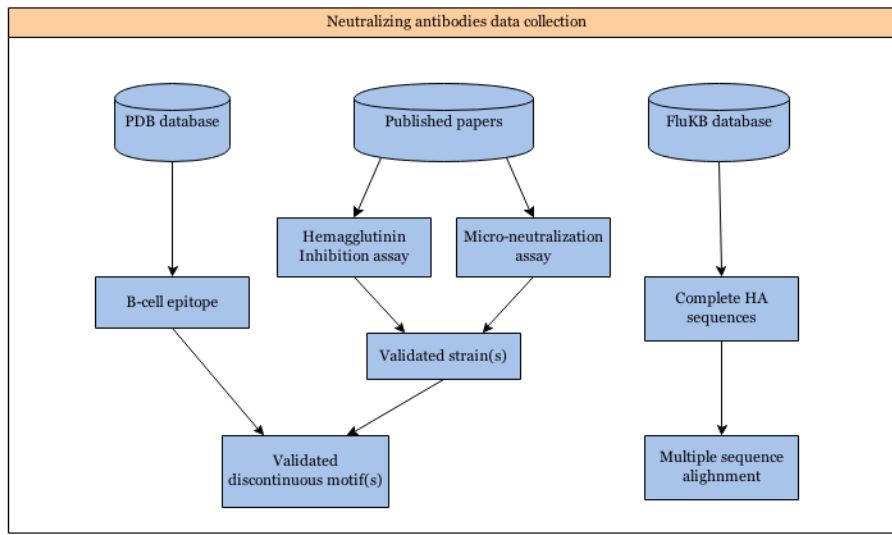 Neutralizing antibodies data collection
PDB database
Published papers
FluKB database
Hemagglutinin
Inhibition assay
Micro-neutralization
assay
B-cell epitope
Complete HA
sequences
Validated strain(s)
Validated
discontinuous motif(s)
Multiple sequence
alighnment